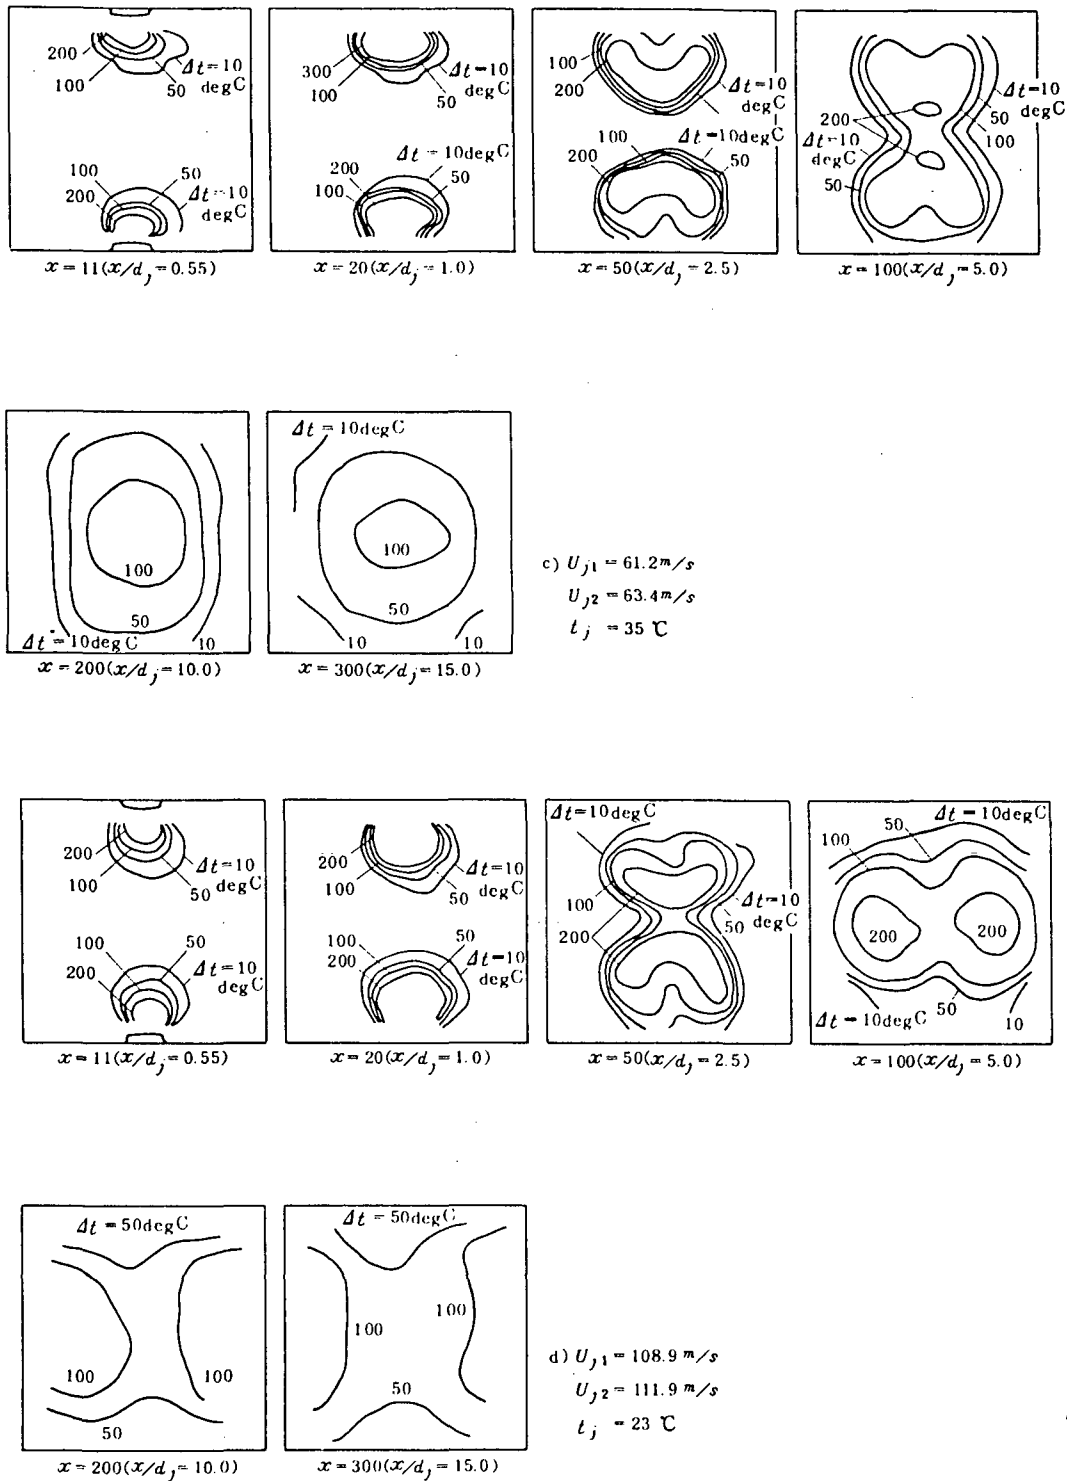 200
100
50
Δt=10
degC
100
200
50
Δt=10
degC
x=11(x/dj=0.55)
300
100
50
Δt=10
degC
200
100
Δt=10degC
50
x=20(x/dj=1.0)
100
200
Δt=10
degC
50
Δt=10degC
200
100
50
x=50(x/dj=2.5)
200
Δt=10
degC
50
Δt=10
degC
50
100
x=100(x/dj=5.0)
100
50
Δt=10degC
10
x=200(x/dj=10.0)
Δt=10degC
100
50
10
10
x=300(x/dj=15.0)
c) Uj1=61.2m/s
Uj2=63.4m/s
tj=35 ℃
200
100
50
Δt=10
degC
100
200
50
Δt=10
degC
x=11(x/dj=0.55)
200
100
50
Δt=10
degC
100
200
50
Δt=10
degC
x=20(x/dj=1.0)
Δt=10degC
100
200
50
Δt=10
degC
x=50(x/dj=2.5)
Δt=10degC
50
100
200
200
Δt=10degC
50
10
x=100(x/dj=5.0)
Δt=50degC
100
100
50
x=200(x/dj=10.0)
Δt=50degC
100
100
50
x=300(x/dj=15.0)
d) Uj1=108.9 m/s
Uj2=111.9 m/s
tj=23 ℃